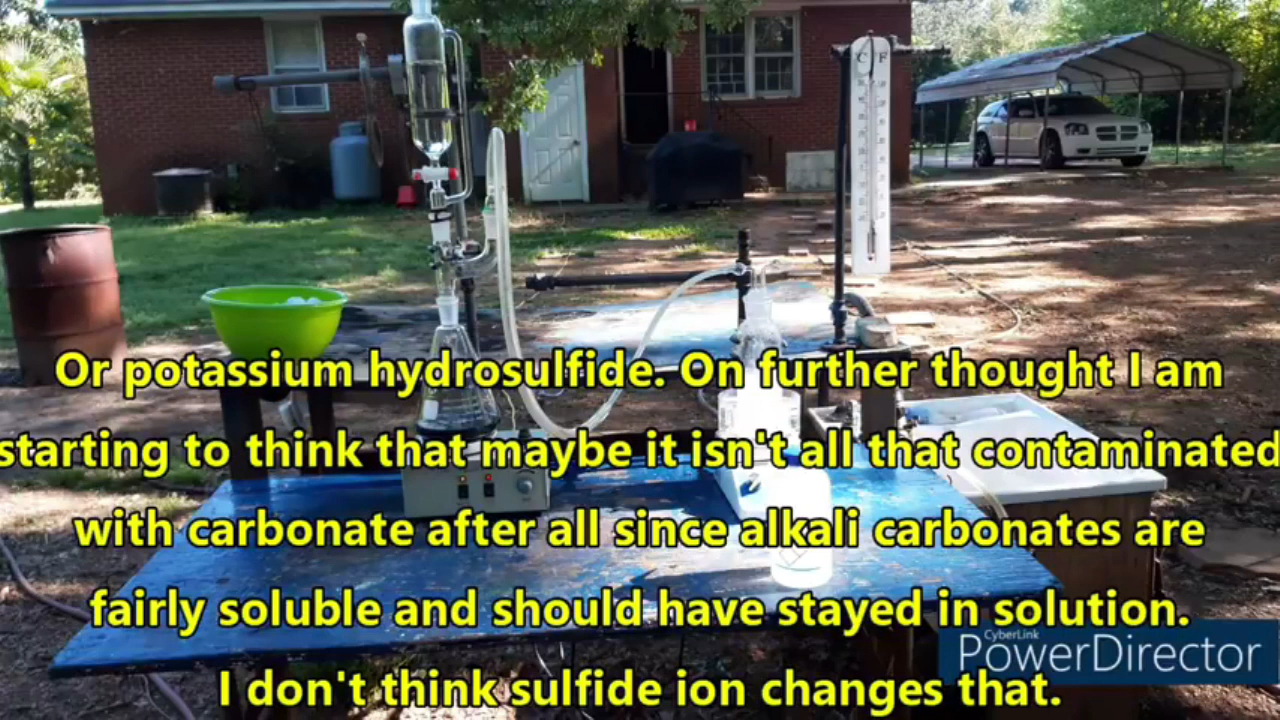 C F
Or potassium hydrosulfide. On further thought I am
starting to think that maybe it isn't all that contaminated
with carbonate after all since alkali carbonates are
fairly soluble and should have stayed in solution.
I don't think sulfide ion changes that.
CyberLink
PowerDirector